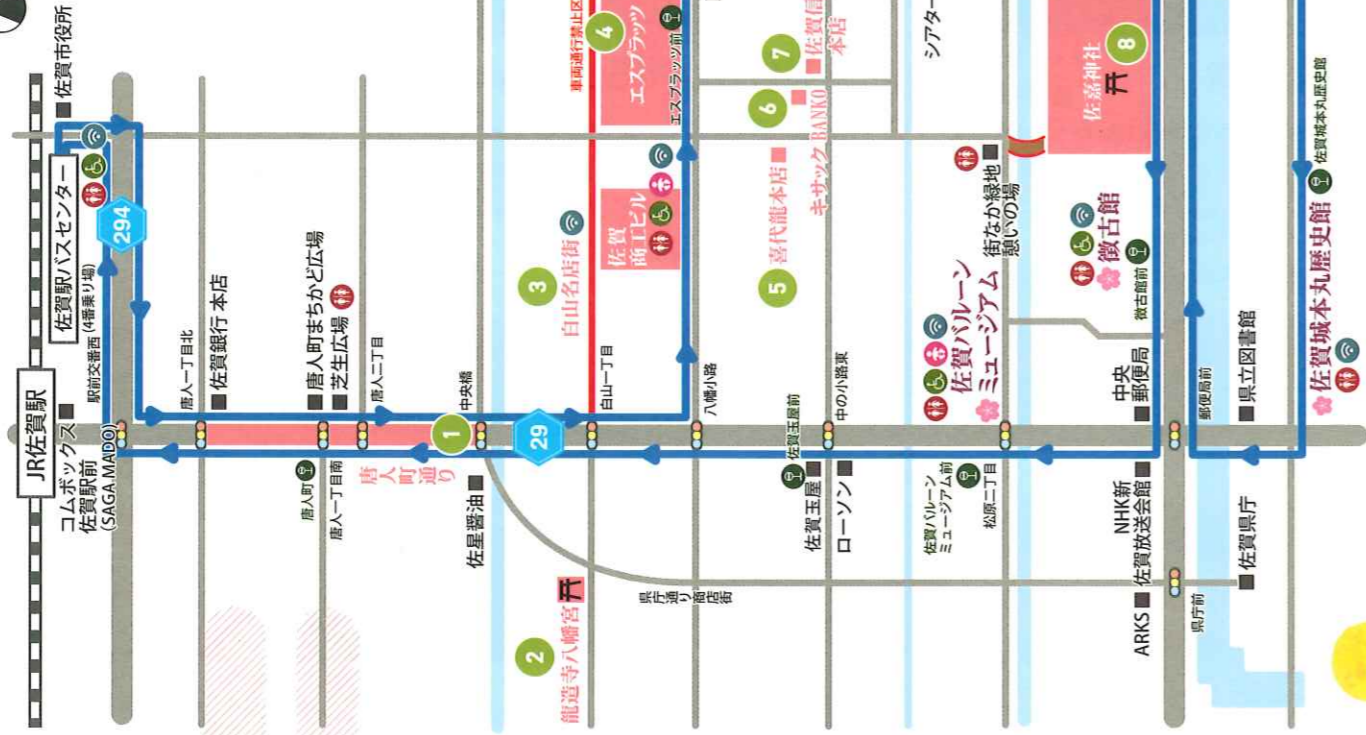 JR佐賀駅
コムボックス
佐賀駅前
(SAGA MADO)
駅前交番西 (4番乗り場)
佐賀駅バスセンター
佐賀市役所
294
唐人一丁目北
佐賀銀行 本店
唐人町
唐人一丁目南
唐人町まちかど広場
芝生広場
唐人二丁目
唐人町
通り
1
佐星醤油
中央橋
29
2
龍造寺八幡宮
白山一丁目
3
白山名店街
車両通行禁止区
4
エスプラッツ
エスプラッツ前
佐賀
商工ビル
八幡小路
県庁通り商店街
5
喜代龍本店
6
キサック BANKO
7
佐賀信
本店
佐賀玉屋前
佐賀玉屋
ローソン
中の小路東
シアター
佐賀バルーン
ミュージアム前
松原二丁目
佐賀バルーン
ミュージアム
街なか緑地
憩いの場
8
佐嘉神社
徴古館
徴古館前
NHK新
佐賀放送会館
ARKS
中央
郵便局
県庁前
郵便局前
佐賀県庁
県立図書館
佐賀城本丸歴史館
佐賀城本丸歴史館